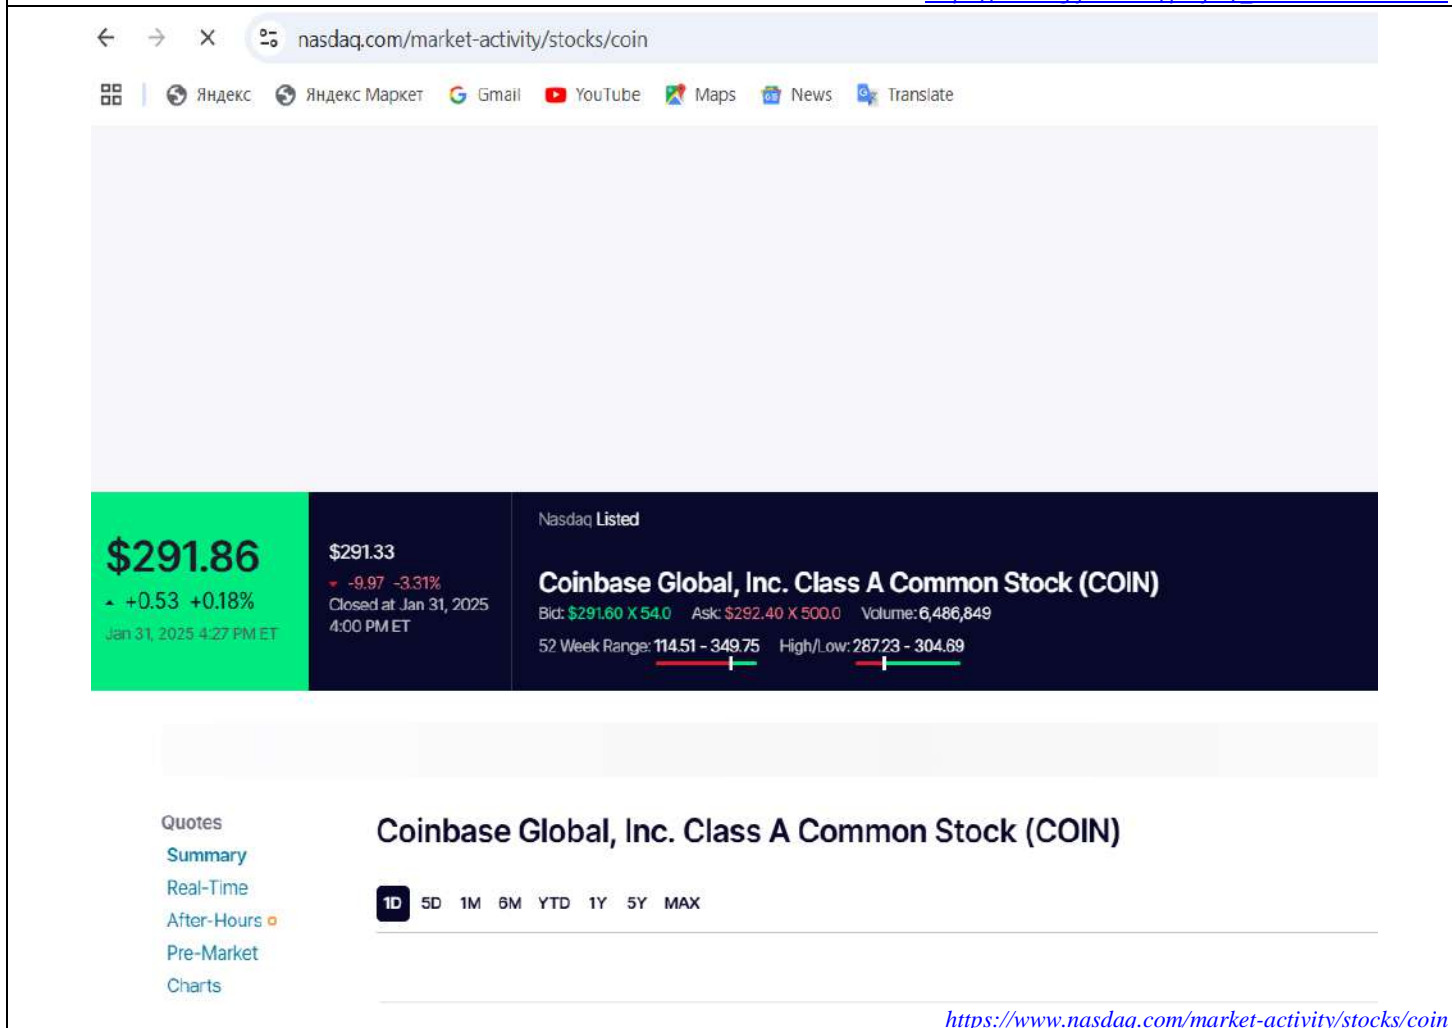 nasdaq.com/market-activity/stocks/coin
Яндекс Яндекс Маркет Gmail YouTube Maps News Translate
Nasdaq Listed
$291.86
+0.53 +0.18%
Jan 31, 2025 4:27 PM ET
$291.33
-9.97 -3.31%
Closed at Jan 31, 2025
4:00 PM ET
Coinbase Global, Inc. Class A Common Stock (COIN)
Bid: $291.60 X 54.0 Ask: $292.40 X 500.0 Volume: 6,486,849
52 Week Range: 114.51 - 349.75 High/Low: 287.23 - 304.69
Quotes
Summary
Real-Time
After-Hours
Pre-Market
Charts
Coinbase Global, Inc. Class A Common Stock (COIN)
1D 5D 1M 6M YTD 1Y 5Y MAX
https://www.nasdaq.com/market-activity/stocks/coin